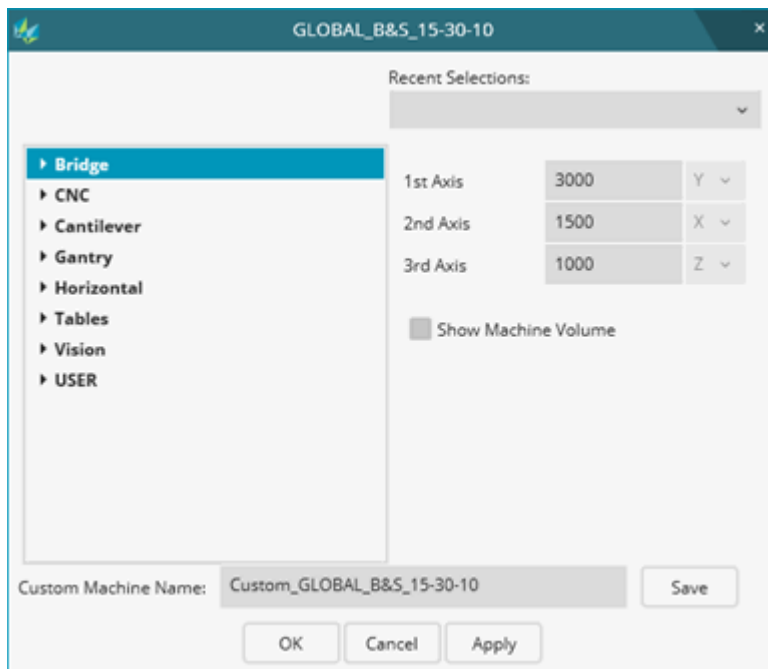 GLOBAL_B&S_15-30-10
Recent Selections:
Bridge
CNC
Cantilever
Gantry
Horizontal
Tables
Vision
USER
1st Axis 3000 Y
2nd Axis 1500 X
3rd Axis 1000 Z
Show Machine Volume
Custom Machine Name: Custom_GLOBAL_B&S_15-30-10 Save
OK Cancel Apply